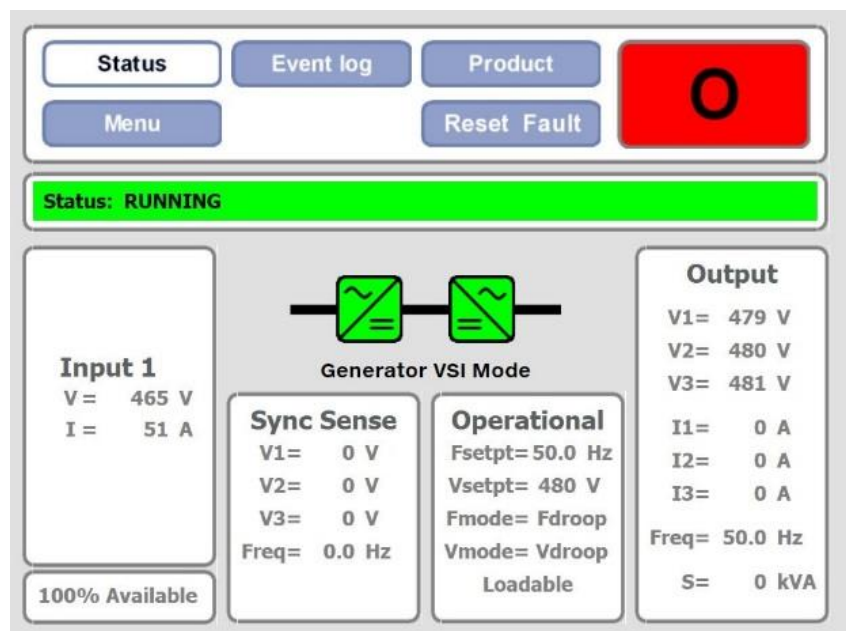 Status Event log Product
O
Menu Reset Fault
Status: RUNNING
Input 1
V = 465 V
I = 51 A
100% Available
Generator VSI Mode
Sync Sense
V1= 0 V
V2= 0 V
V3= 0 V
Freq= 0.0 Hz
Operational
Fsetpt= 50.0 Hz
Vsetpt= 480 V
Fmode= Fdroop
Vmode= Vdroop
Loadable
Output
V1= 479 V
V2= 480 V
V3= 481 V
I1= 0 A
I2= 0 A
I3= 0 A
Freq= 50.0 Hz
S= 0 kVA